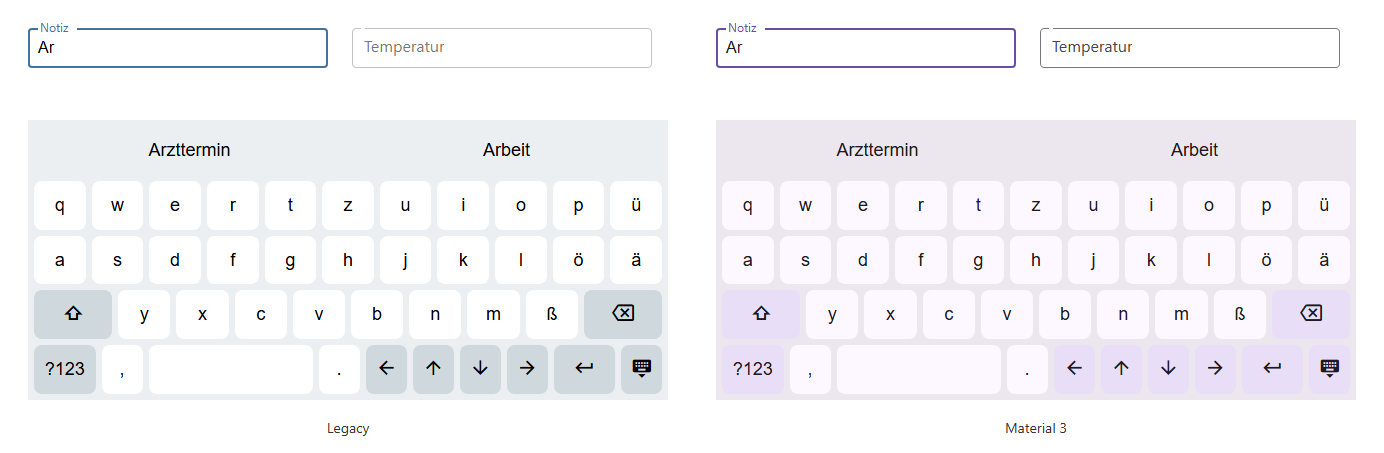 Notiz Notiz
Ar Temperatur Ar Temperatur
Arzttermin Arbeit Arzttermin Arbeit
q w e r t z u i o p ü q w e r t z u i o p ü
a s d f g h j k l ö ä a s d f g h j k l ö ä
y x c v b n m ß y x c v b n m ß
?123 , . ?123 , .
Legacy Material 3